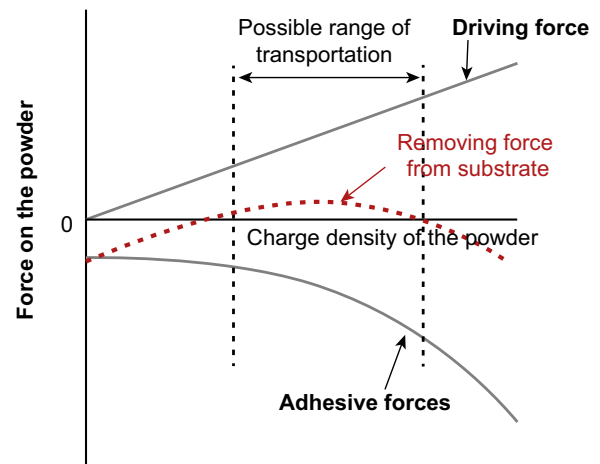 Possible range of
transportation
Driving force
Removing force
from substrate
Force on the powder
0
Charge density of the powder
Adhesive forces